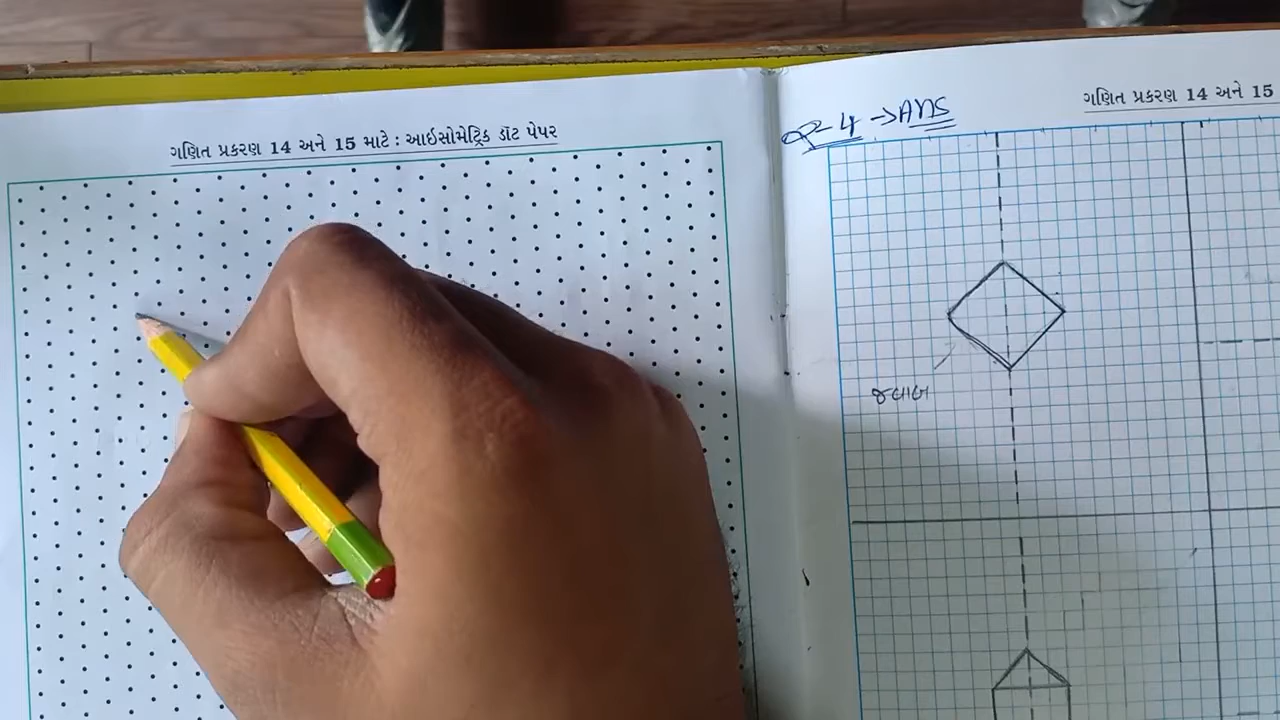 ગણિત પ્રકરણ 14 અને 15 માટે : આઇસોમેટ્રિક ડૉટ પેપર
Q-4 →Ans
ગણિત પ્રકરણ 14 અને 15
જવાબ